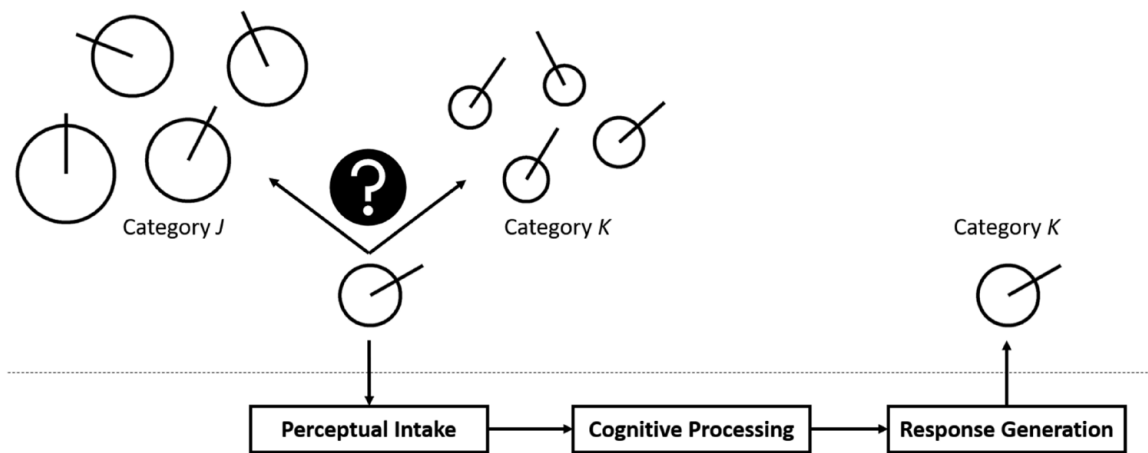 ?
Category J
Category K
Category K
Perceptual Intake
Cognitive Processing
Response Generation